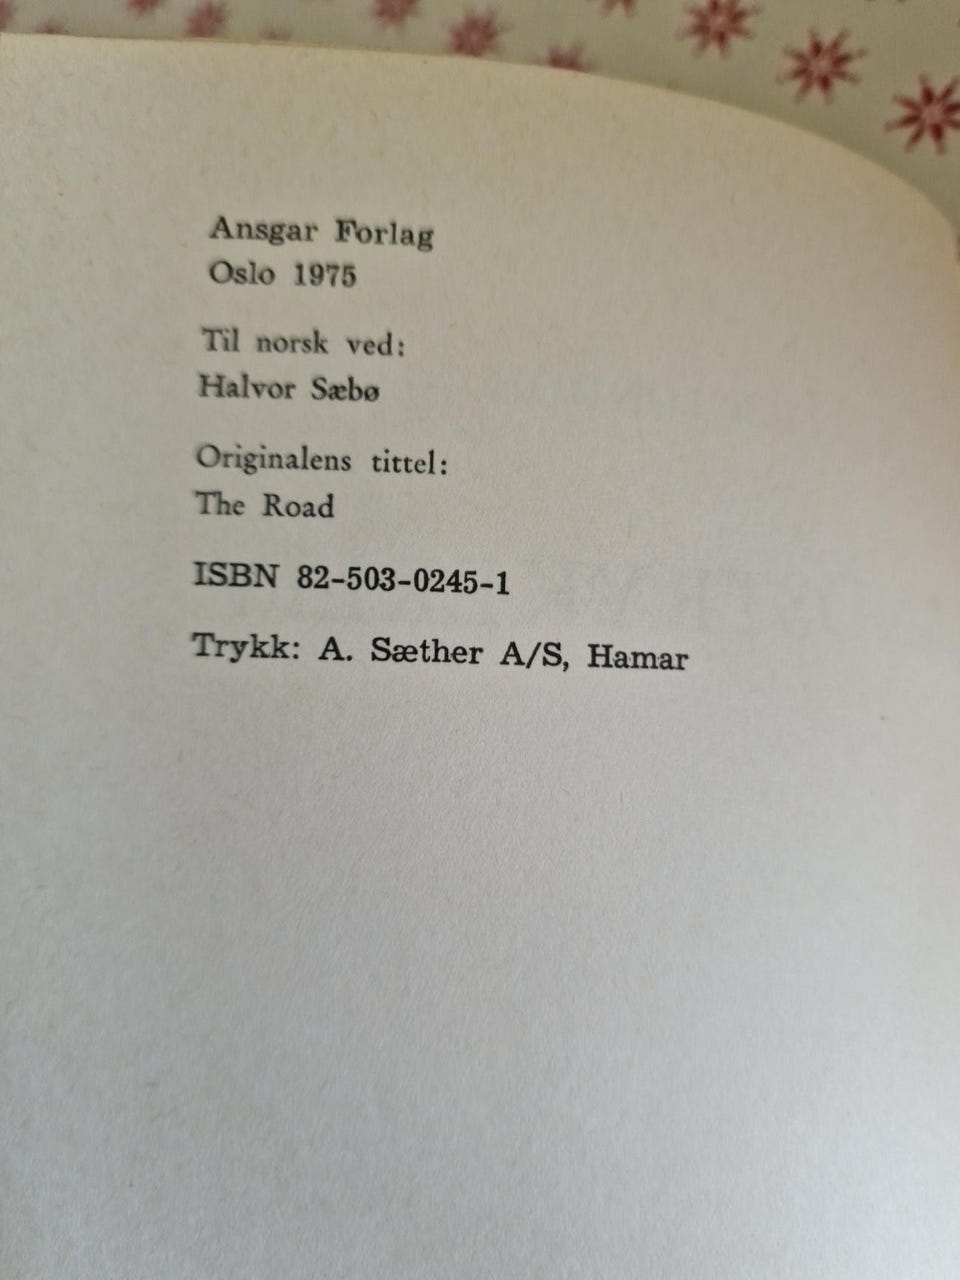 Ansgar Forlag
Oslo 1975
Til norsk ved:
Halvor Sæbø
Originalens tittel:
The Road
ISBN 82-503-0245-1
Trykk: A. Sæther A/S, Hamar